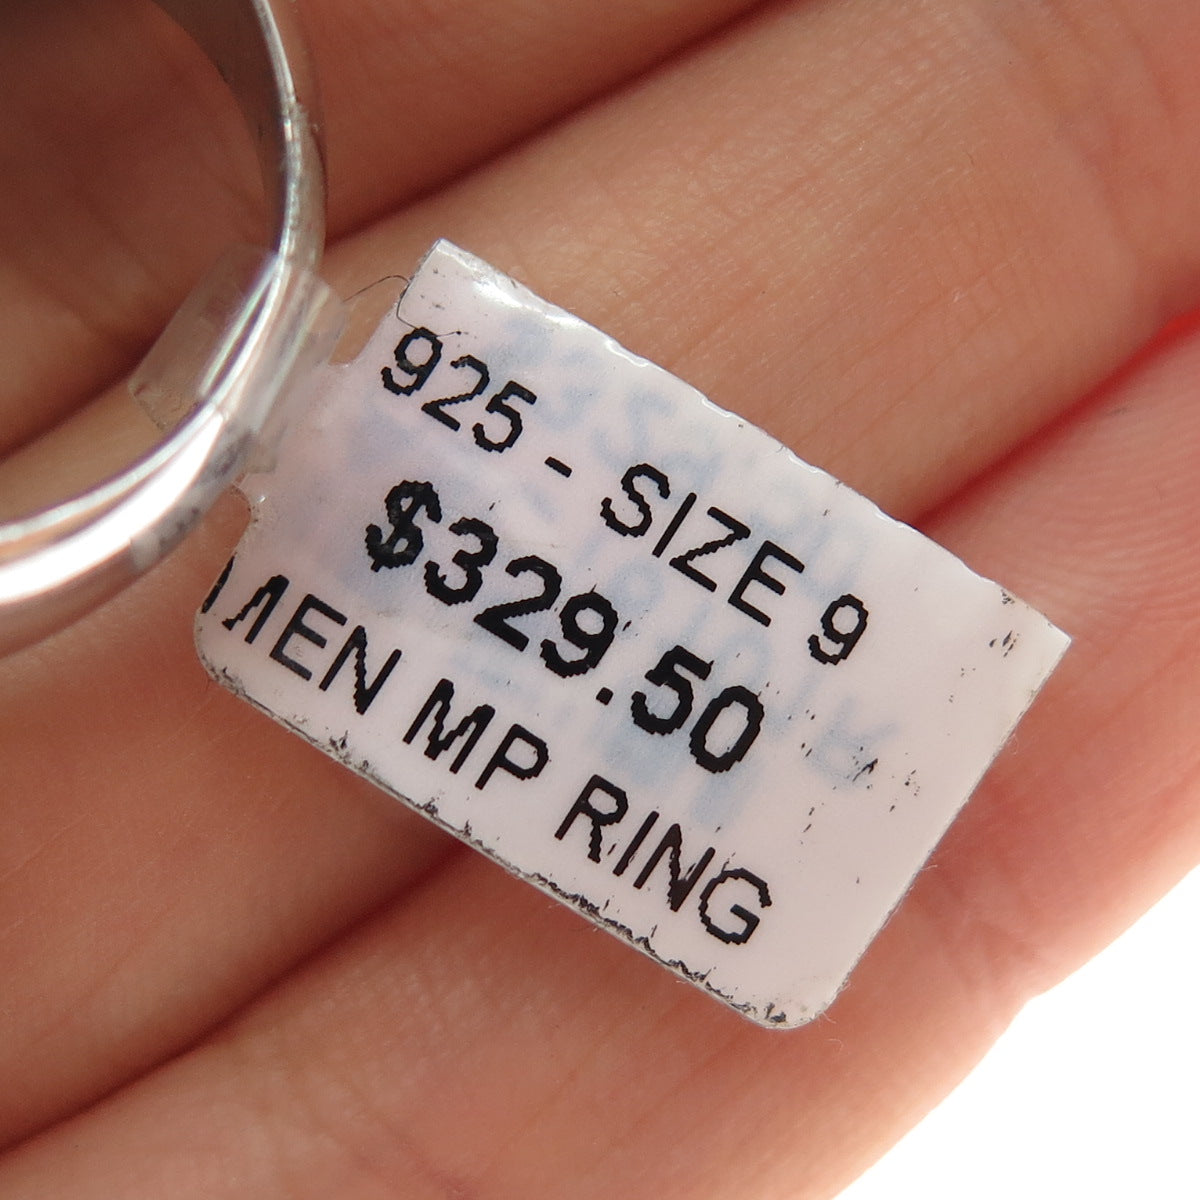 925 - SIZE 9
$329.50
MEN MP RING